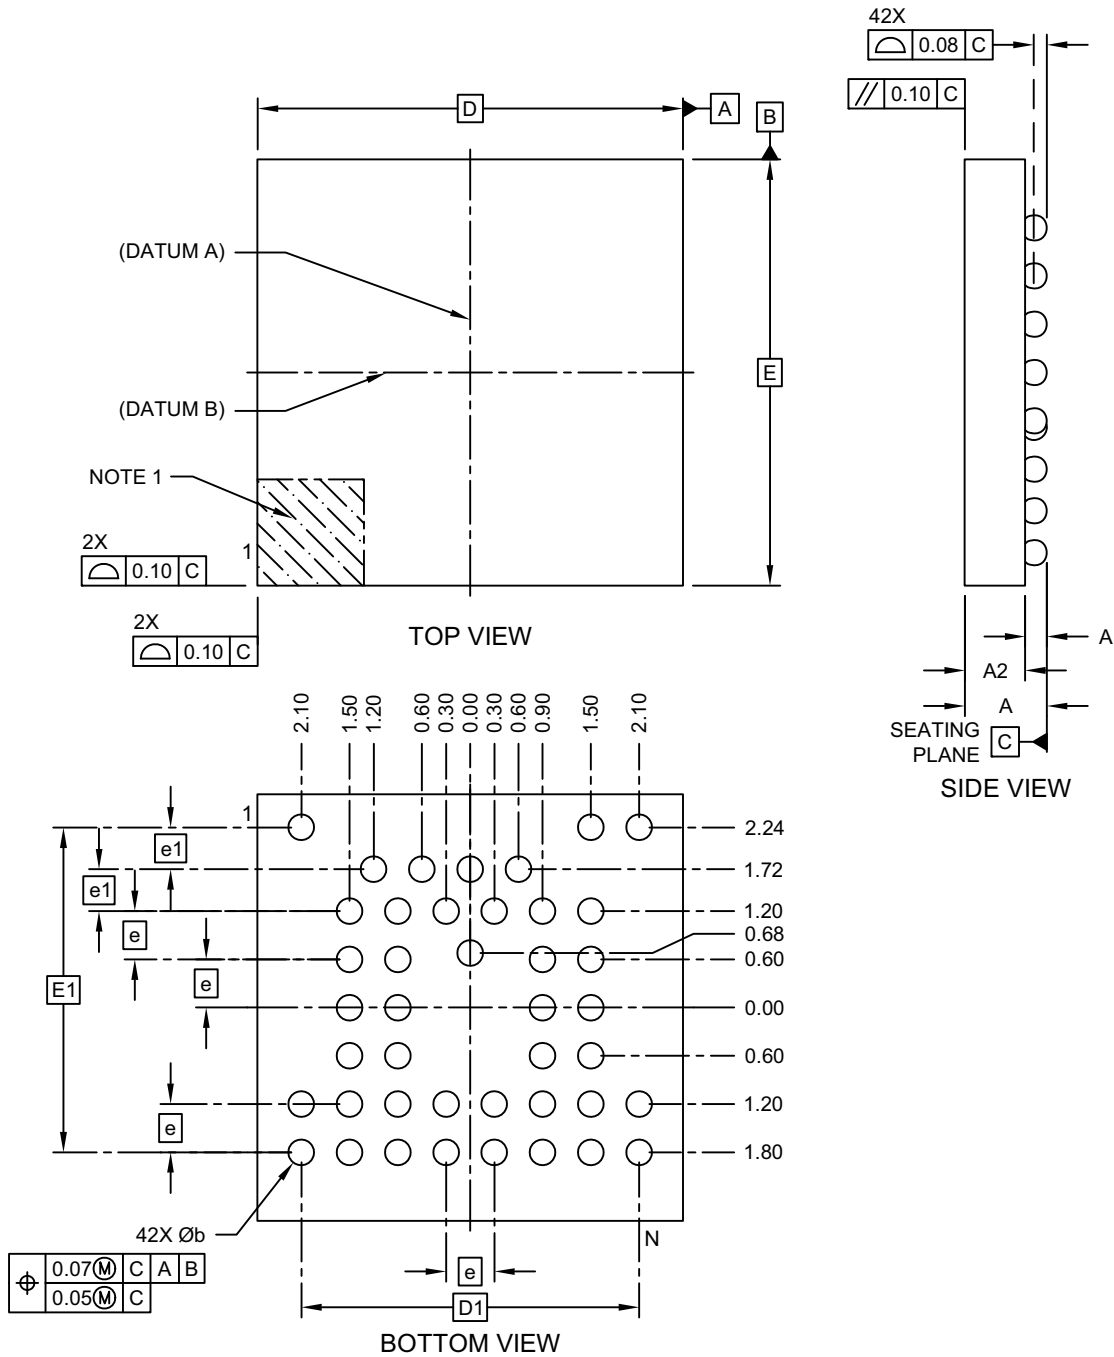 42X
0.08 C
// 0.10 C
D
A
B
(DATUM A)
(DATUM B)
E
NOTE 1
2X
0.10 C
1
2X
0.10 C
TOP VIEW
A
A2
A
SEATING
PLANE
C
SIDE VIEW
2.10 1.50 1.20 0.60 0.30 0.00 0.30 0.60 0.90 1.50 2.10
1
e1
e1
e
e
E1
e
2.24
1.72
1.20
0.68
0.60
0.00
0.60
1.20
1.80
42X Øb
0.07Ⓜ C A B
0.05Ⓜ C
N
e
D1
BOTTOM VIEW